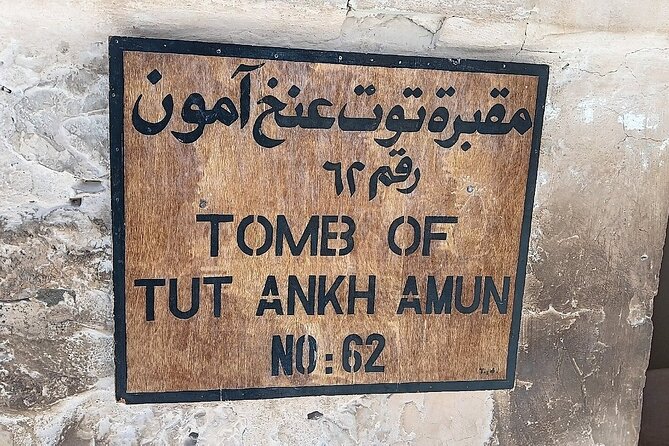 مقبرة توت عنخ آمون
رقم ٦٢
TOMB OF
TUT ANKH AMUN
NO: 62